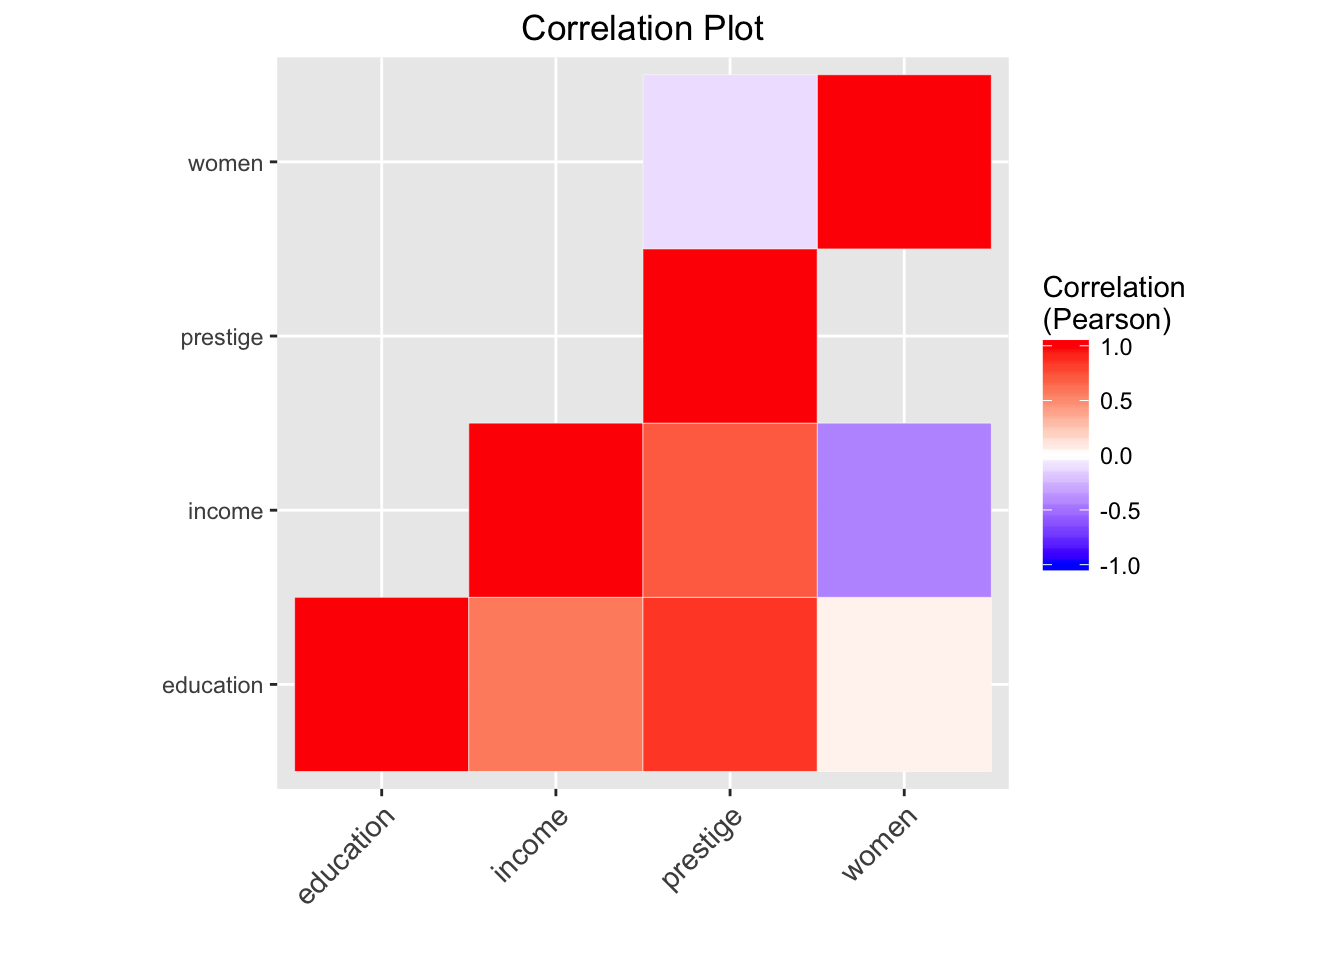 Correlation Plot
women
prestige
income
education
education
income
prestige
women
Correlation
(Pearson)
1.0
0.5
0.0
-0.5
-1.0